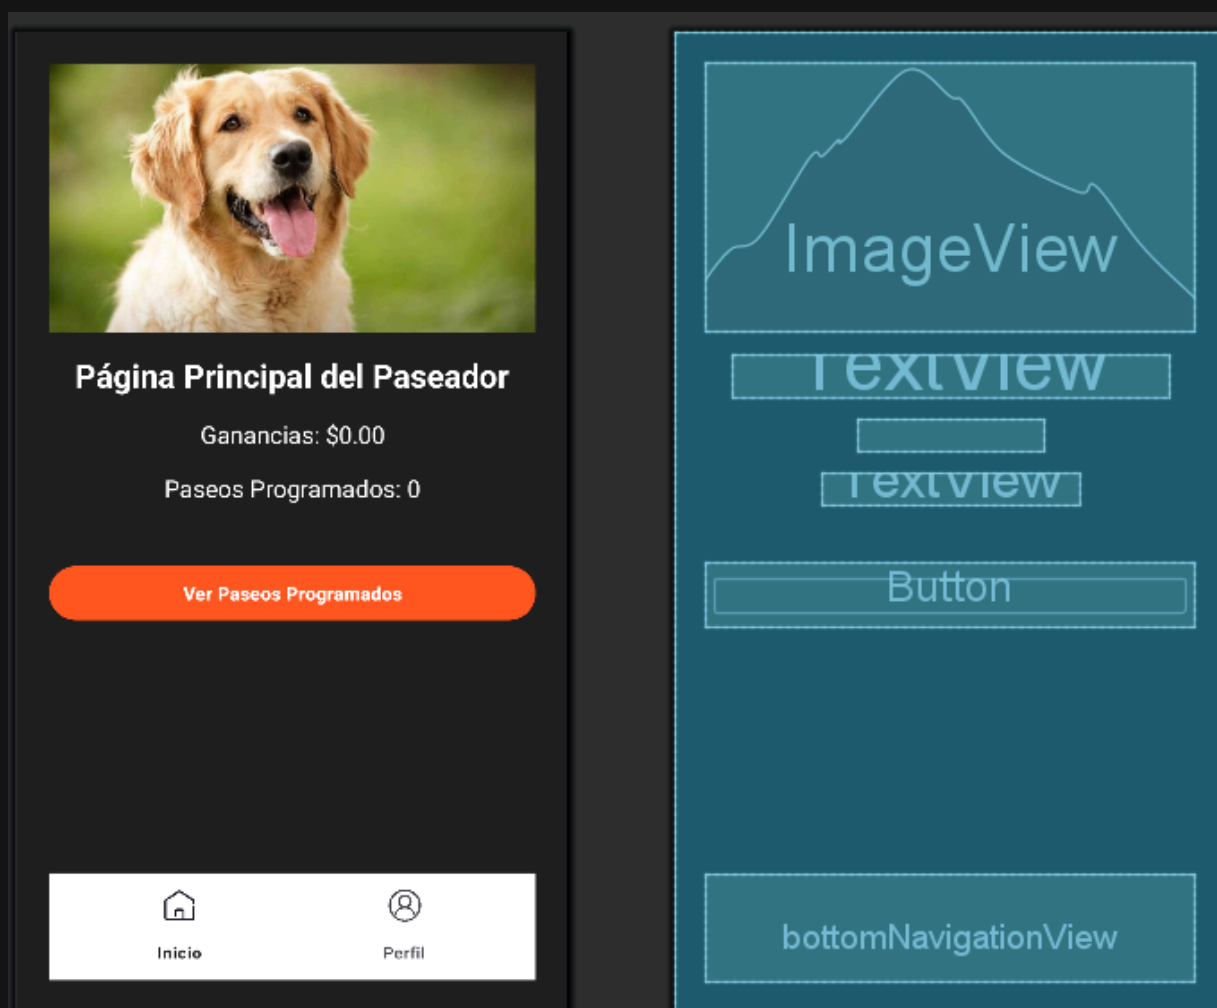 Página Principal del Paseador
Ganancias: $0.00
Paseos Programados: 0
Ver Paseos Programados
Inicio
Perfil
ImageView
TextView
TextView
Button
bottomNavigationView